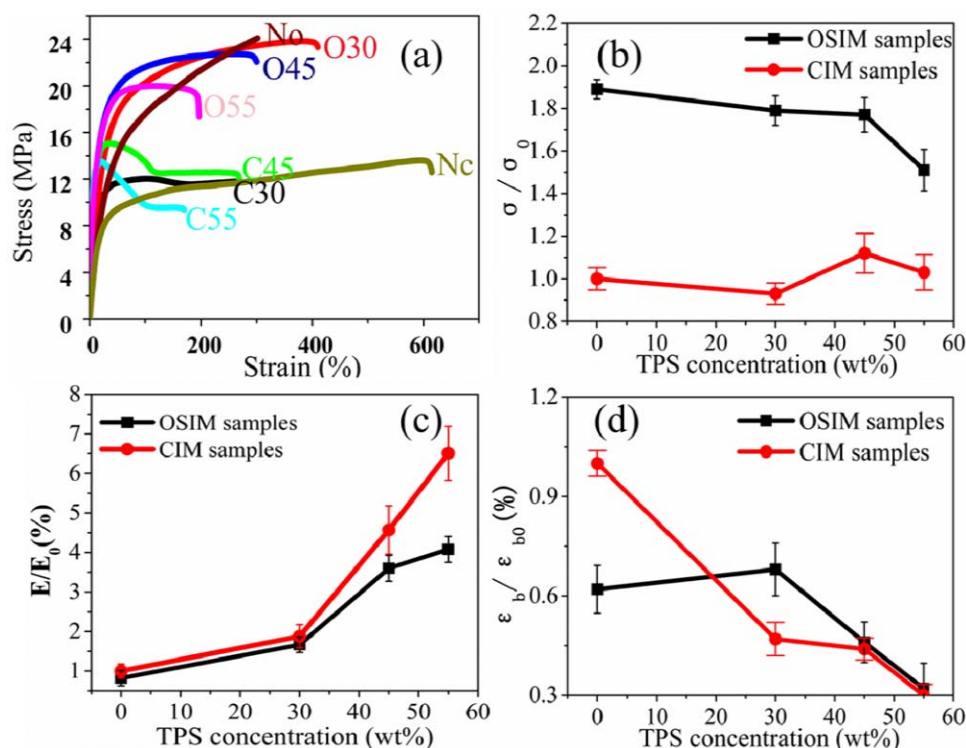 (a)
No
O30
O45
O55
C45
C30
C55
Nc
24
20
16
12
8
4
0
0 200 400 600
Stress (MPa)
Strain (%)
(b)
OSIM samples
CIM samples
2.2
2.0
1.8
1.6
1.4
1.2
1.0
0.8
0 10 20 30 40 50 60
σ / σ0
TPS concentration (wt%)
(c)
OSIM samples
CIM samples
8
7
6
5
4
3
2
1
0 10 20 30 40 50 60
E/E0(%)
TPS concentration (wt%)
(d)
OSIM samples
CIM samples
1.2
0.9
0.6
0.3
0 10 20 30 40 50 60
εb/ εb0 (%)
TPS concentration (wt%)